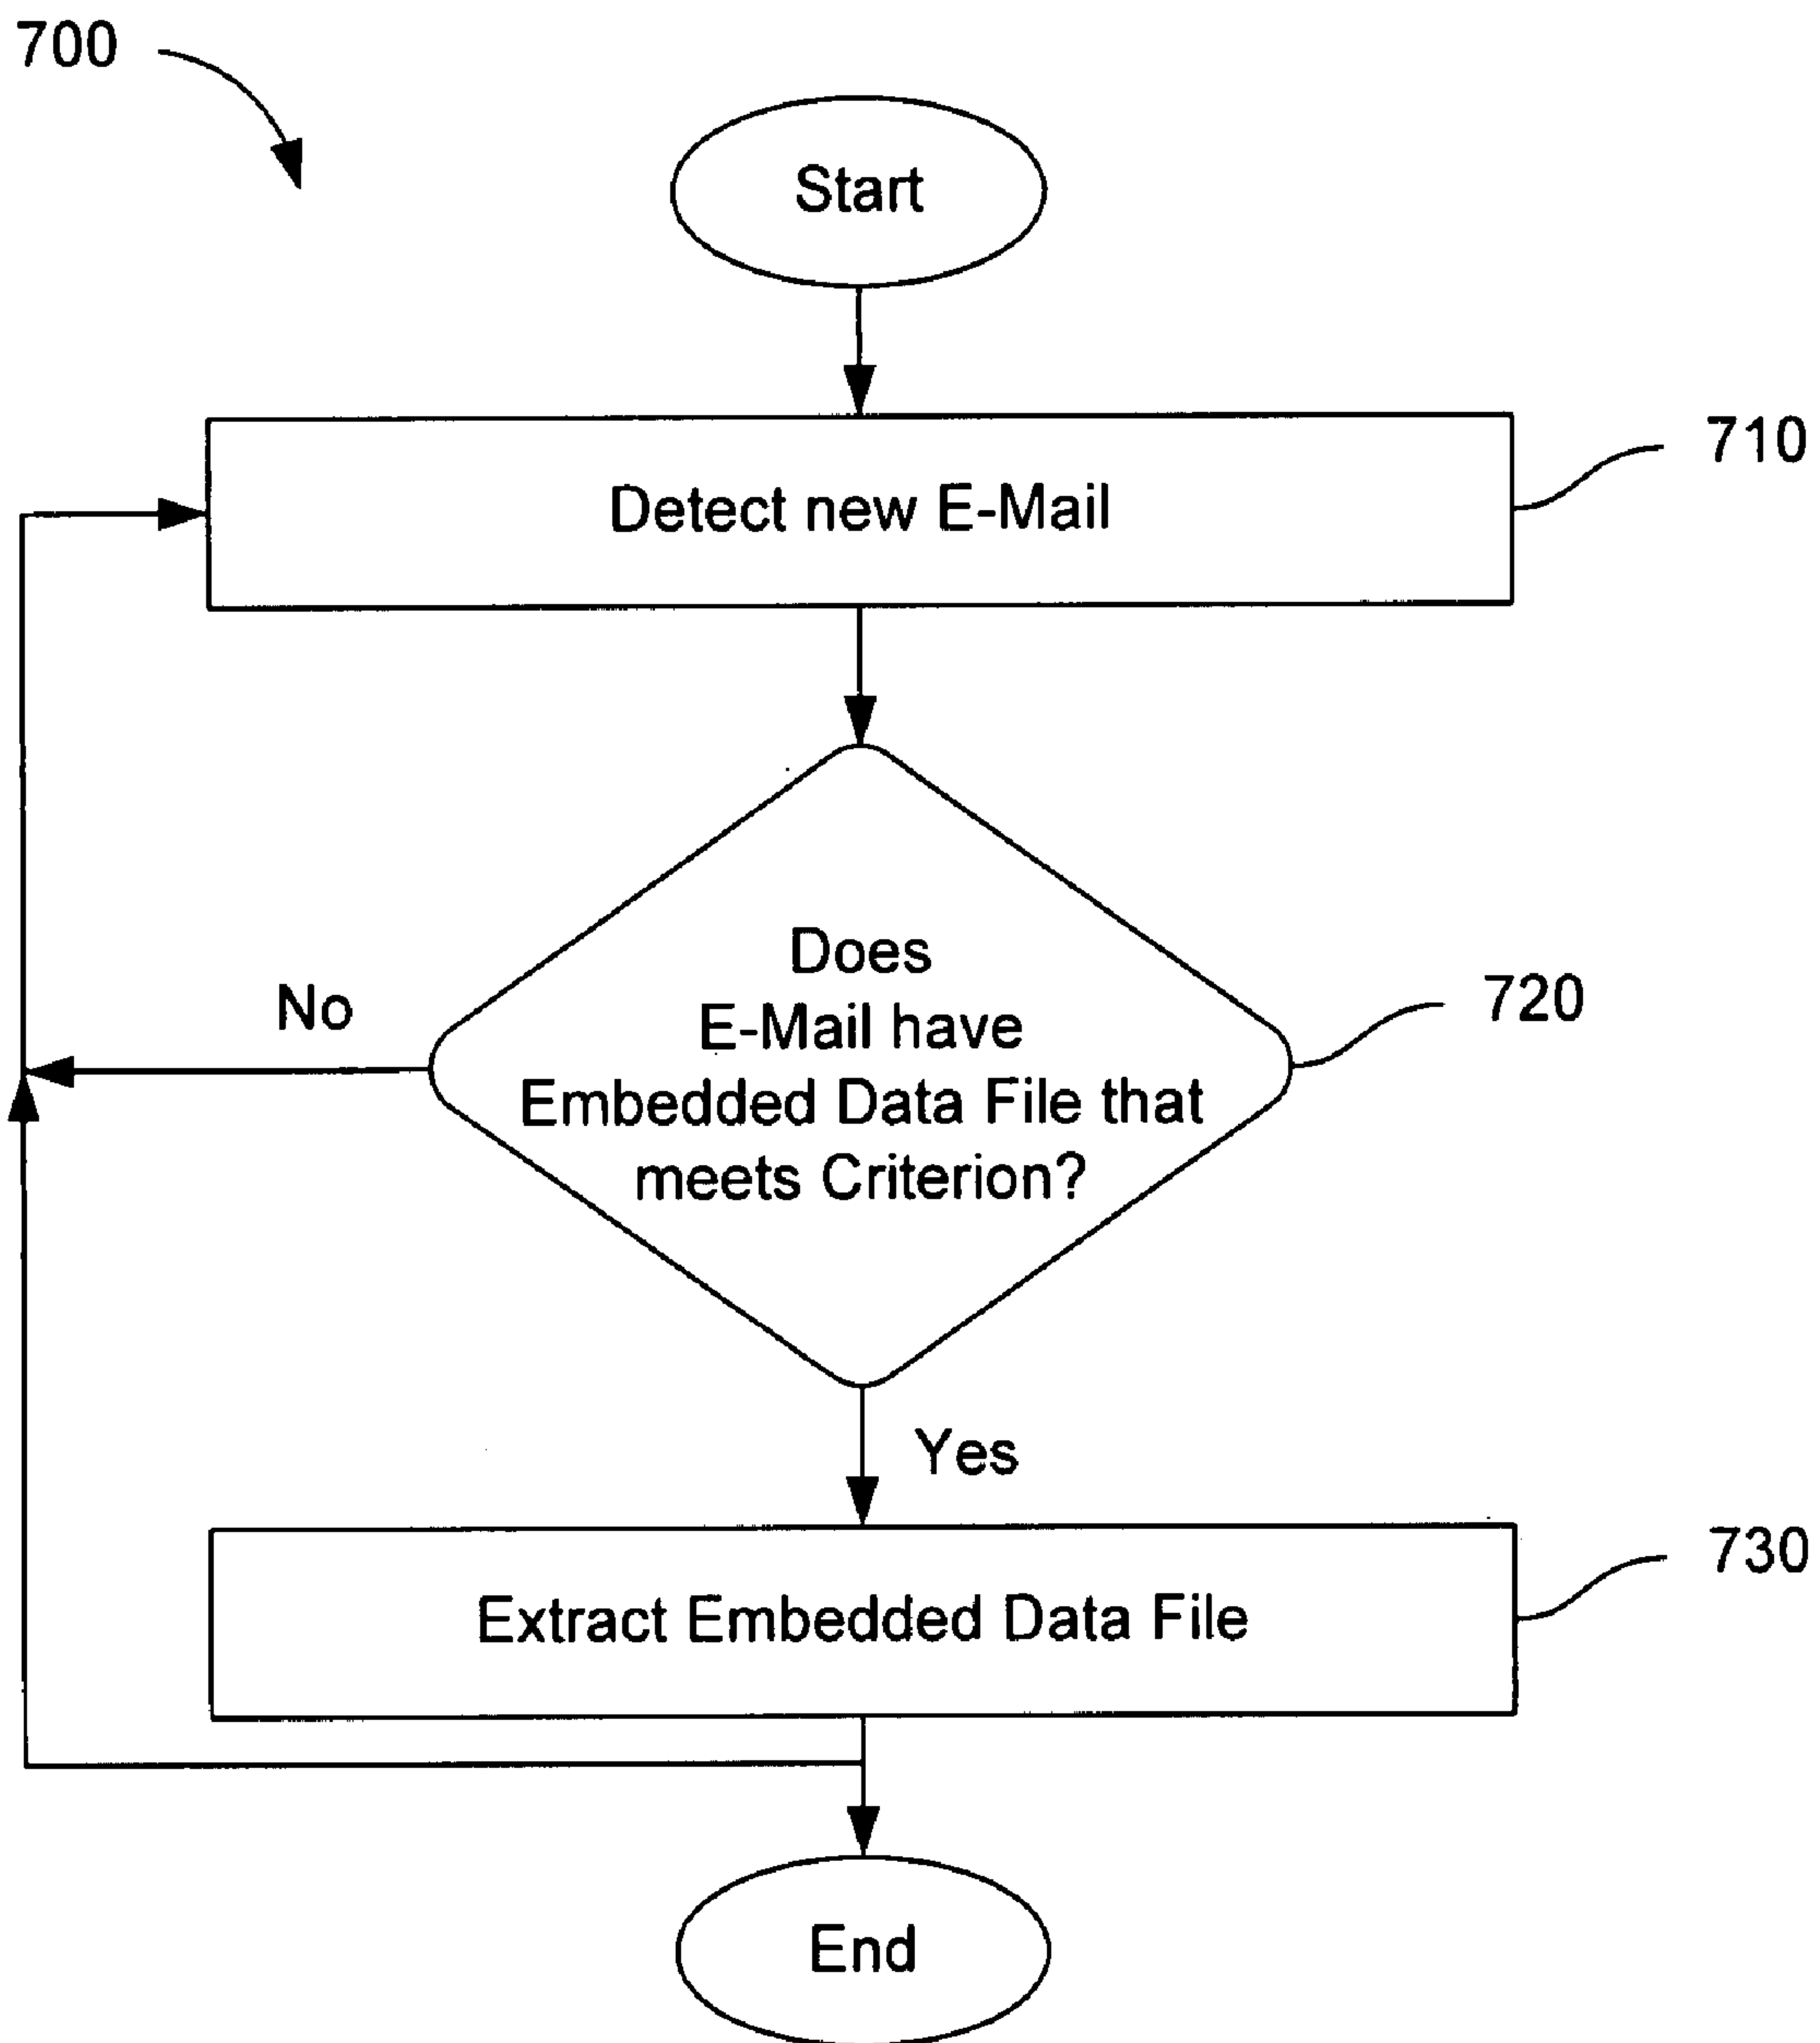 700
Start
710
Detect new E-Mail
Does
E-Mail have
Embedded Data File that
meets Criterion?
720
No
Yes
730
Extract Embedded Data File
End